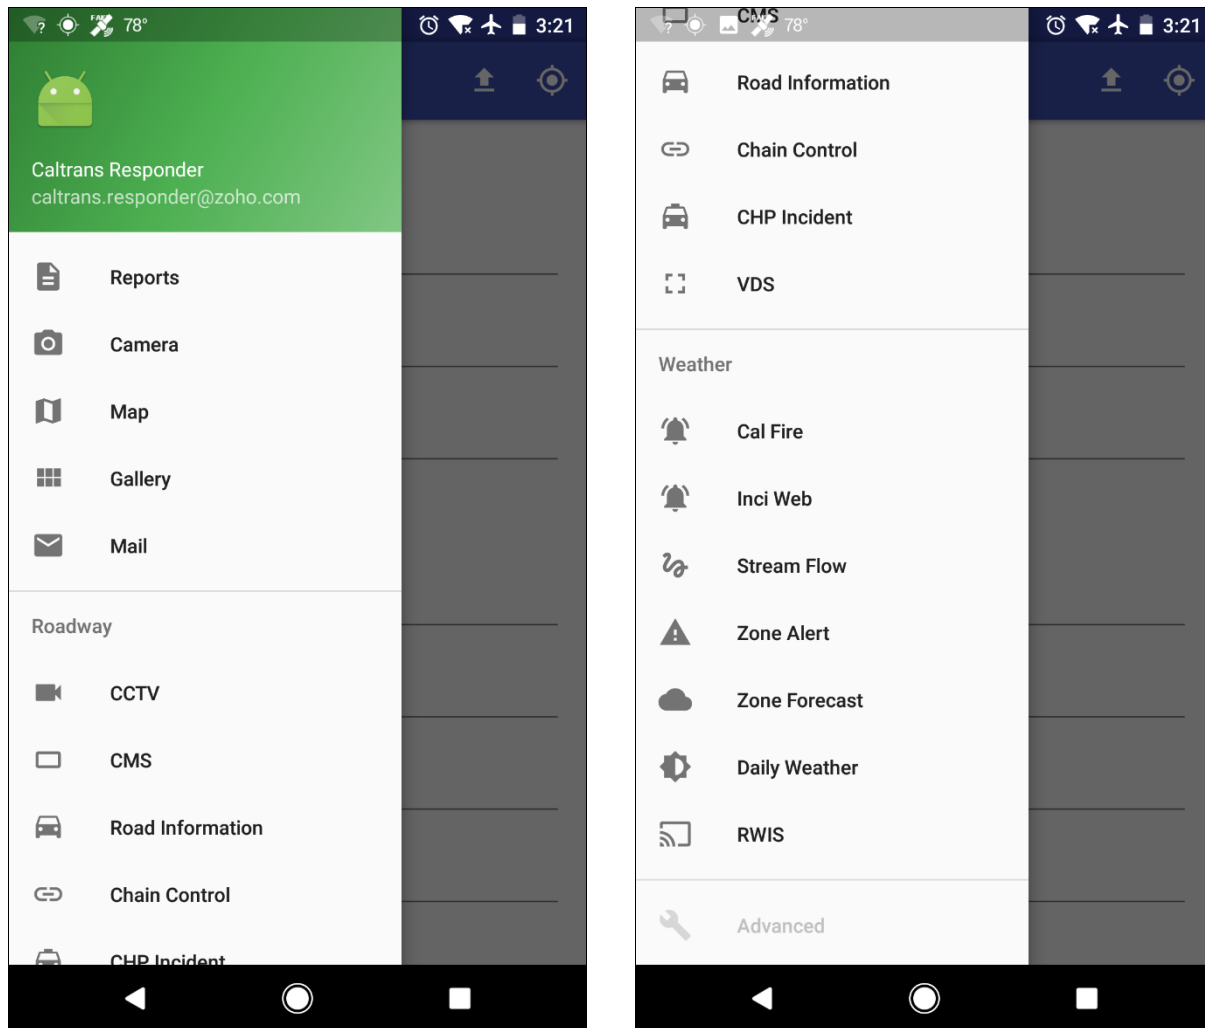 78°
3:21
Caltrans Responder
caltrans.responder@zoho.com
Reports
Camera
Map
Gallery
Mail
Roadway
CCTV
CMS
Road Information
Chain Control
CHP Incident
CMS
78°
3:21
Road Information
Chain Control
CHP Incident
VDS
Weather
Cal Fire
Inci Web
Stream Flow
Zone Alert
Zone Forecast
Daily Weather
RWIS
Advanced